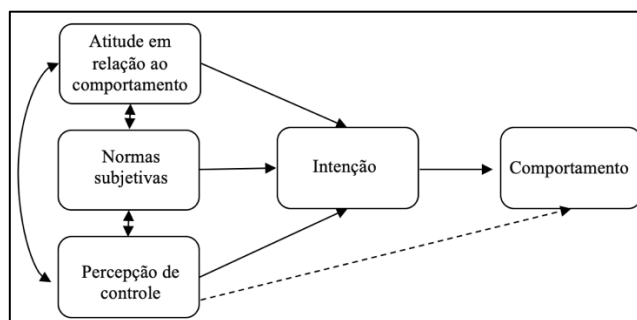 Atitude em
relação ao
comportamento
Normas
subjetivas
Intenção
Comportamento
Percepção de
controle